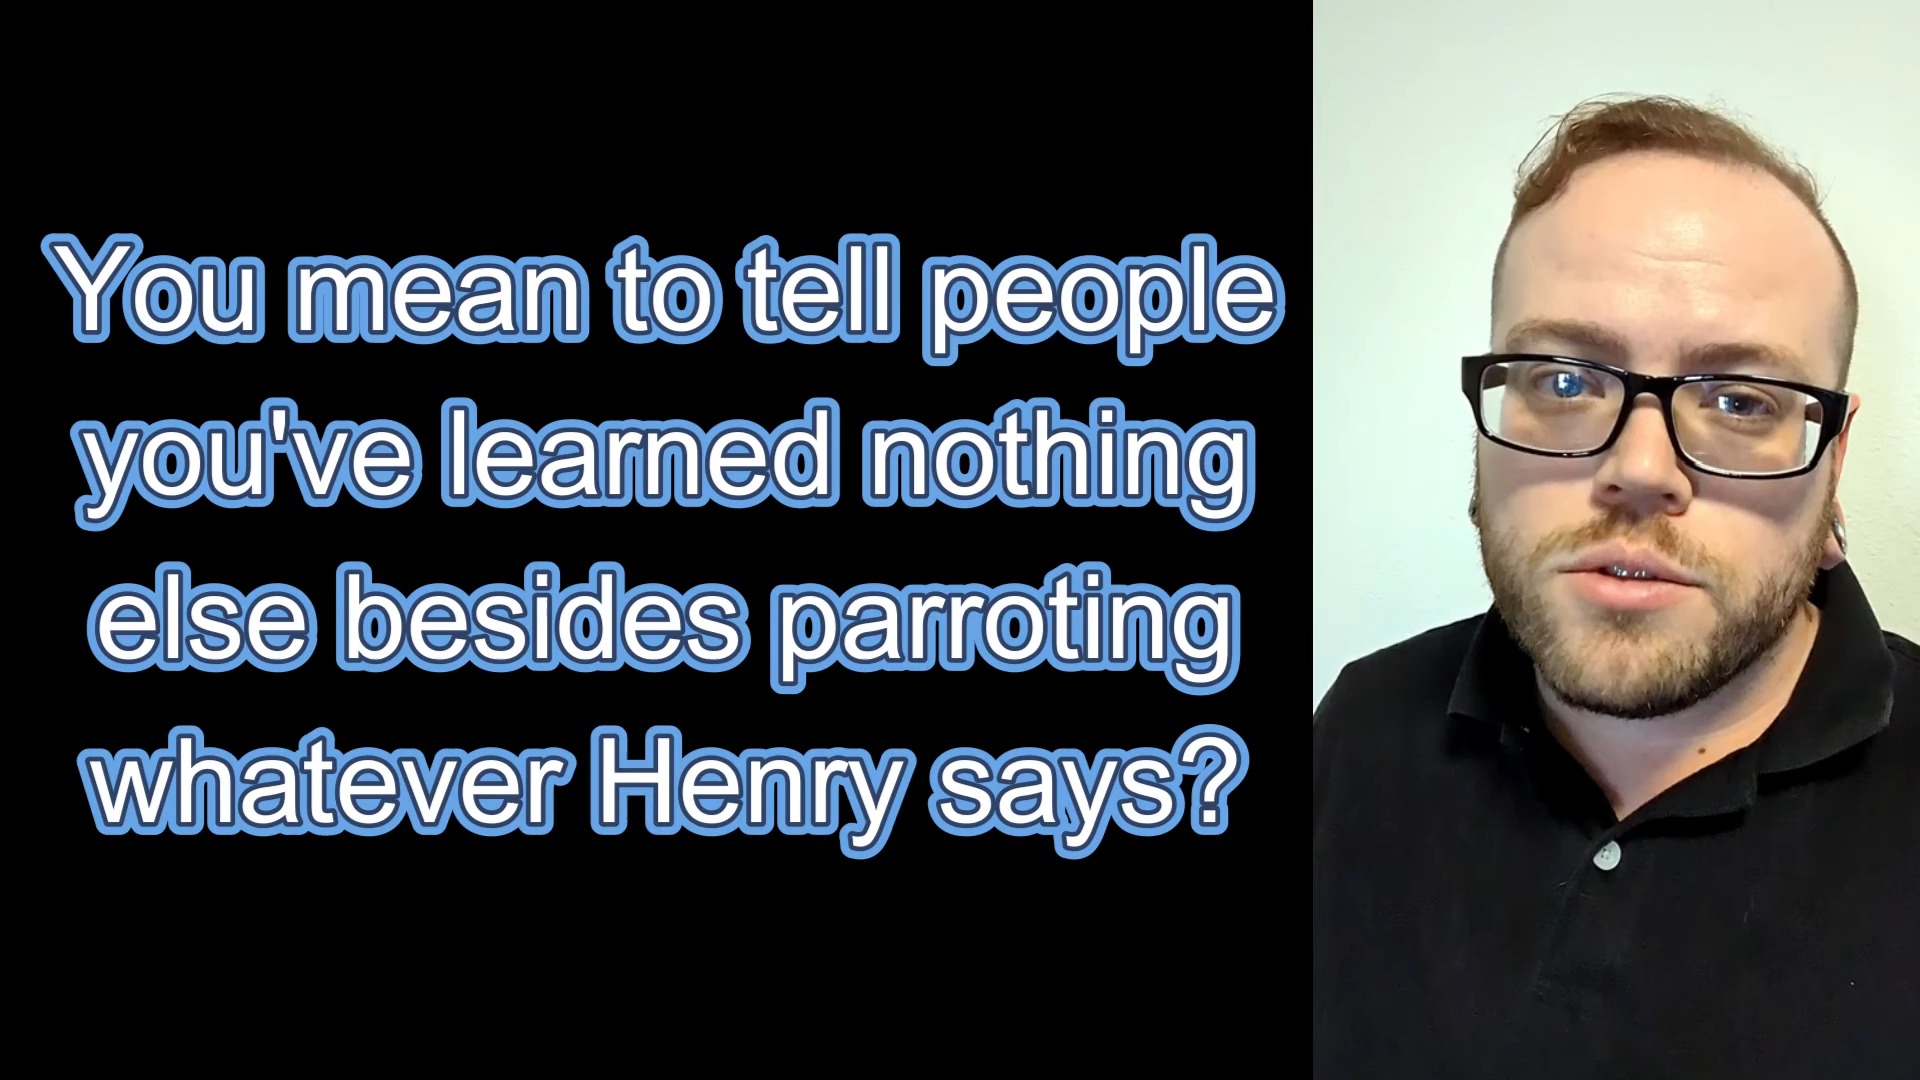 You mean to tell people
you've learned nothing
else besides parroting
whatever Henry says?